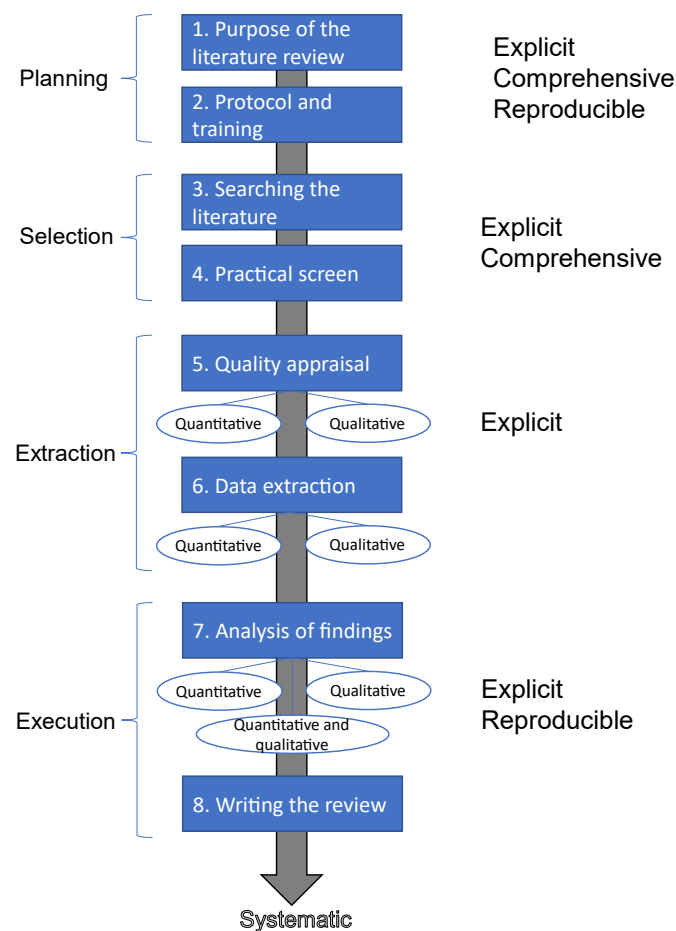 Planning
1. Purpose of the
literature review
2. Protocol and
training
Explicit
Comprehensive
Reproducible
Selection
3. Searching the
literature
4. Practical screen
Explicit
Comprehensive
Extraction
5. Quality appraisal
Quantitative
Qualitative
6. Data extraction
Quantitative
Qualitative
Explicit
Execution
7. Analysis of findings
Quantitative
Qualitative
Quantitative and
qualitative
8. Writing the review
Explicit
Reproducible
Systematic